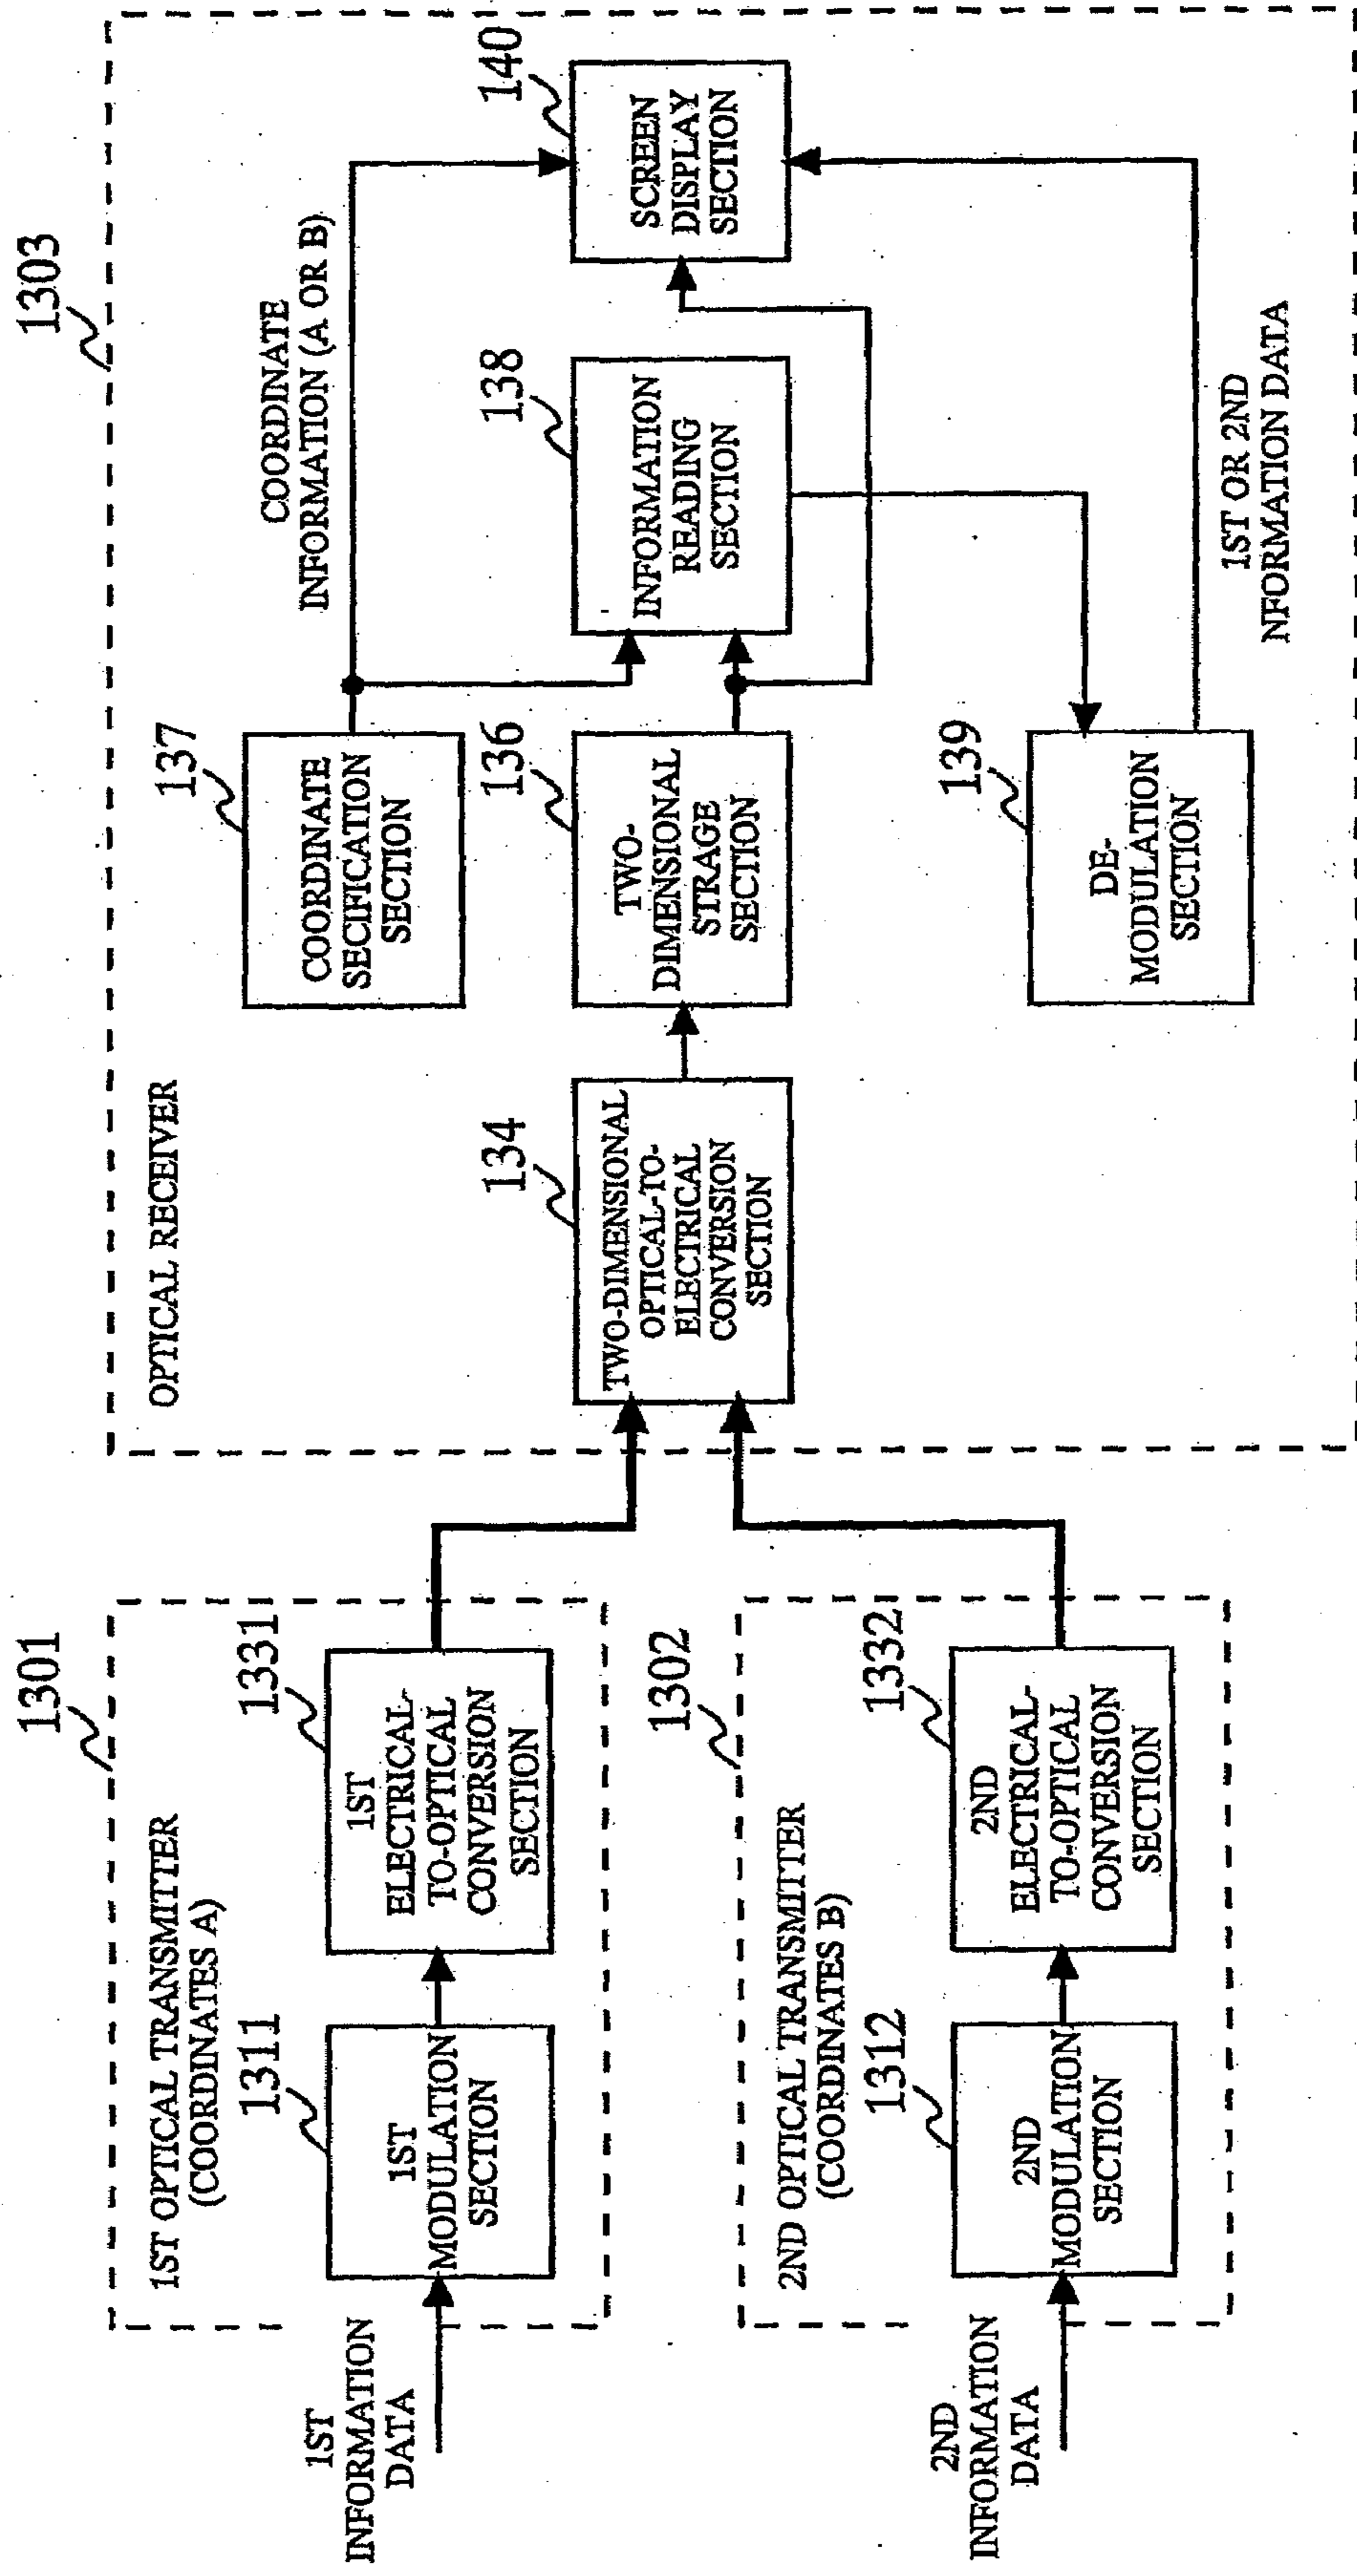 1303
OPTICAL RECEIVER
COORDINATE
INFORMATION (A OR B)
137
COORDINATE
SECIFICATION
SECTION
134
TWO-DIMENSIONAL
OPTICAL-TO-
ELECTRICAL
CONVERSION
SECTION
136
TWO-
DIMENSIONAL
STRAGE
SECTION
138
INFORMATION
READING
SECTION
140
SCREEN
DISPLAY
SECTION
139
DE-
MODULATION
SECTION
1ST OR 2ND
NFORMATION DATA
1301
1ST OPTICAL TRANSMITTER
(COORDINATES A)
1ST
INFORMATION
DATA
1311
1ST
MODULATION
SECTION
1331
1ST
ELECTRICAL-
TO-OPTICAL
CONVERSION
SECTION
1302
2ND OPTICAL TRANSMITTER
(COORDINATES B)
2ND
INFORMATION
DATA
1312
2ND
MODULATION
SECTION
1332
2ND
ELECTRICAL-
TO-OPTICAL
CONVERSION
SECTION